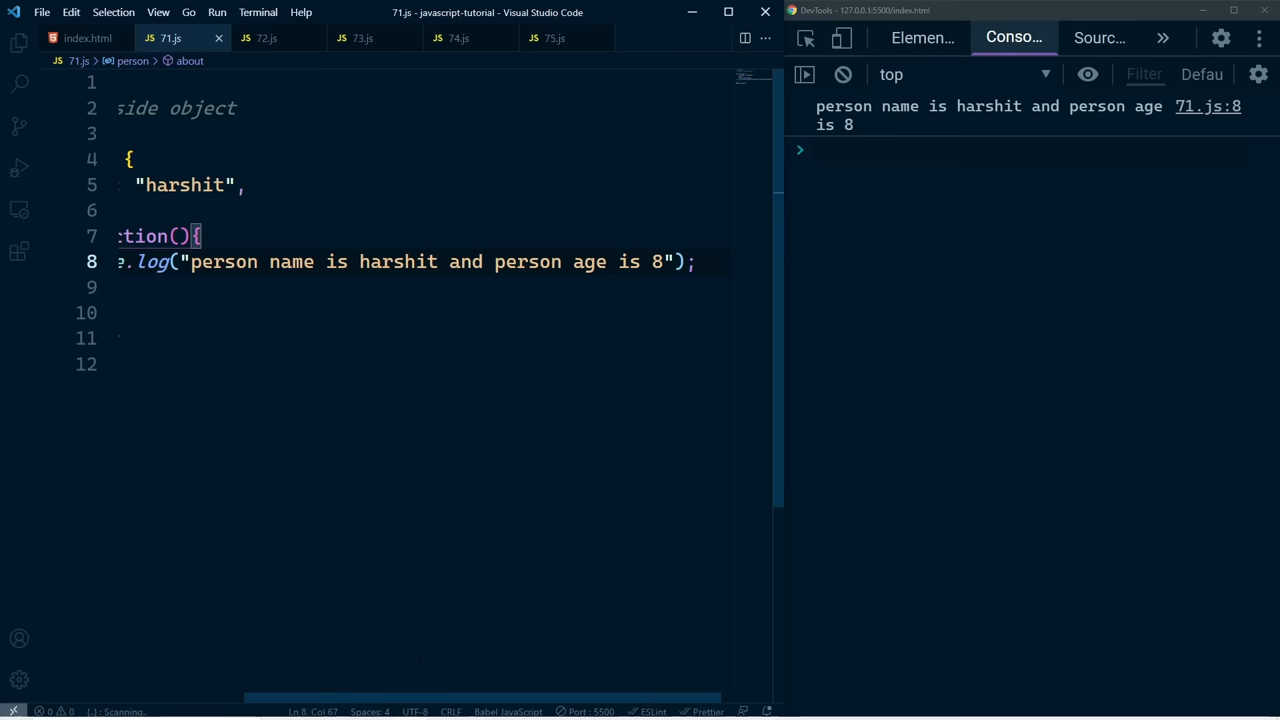 File Edit Selection View Go Run Terminal Help 71.js - javascript-tutorial - Visual Studio Code
index.html JS 71.js JS 72.js JS 73.js JS 74.js JS 75.js
JS 71.js > person > about
1
2 side object
3
4 {
5 : "harshit",
6
7 ction(){
8 e.log("person name is harshit and person age is 8");
9
10
11
12
0 0 {..} : Scanning.. Ln 8, Col 67 Spaces: 4 UTF-8 CRLF Babel JavaScript Port : 5500 ESLint Prettier
DevTools - 127.0.0.1:5500/index.html
Elemen... Conso... Sourc... »
top Filter Defau
person name is harshit and person age 71.js:8
is 8
>